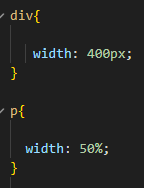 div{
width: 400px;
}
p{
width: 50%;
}